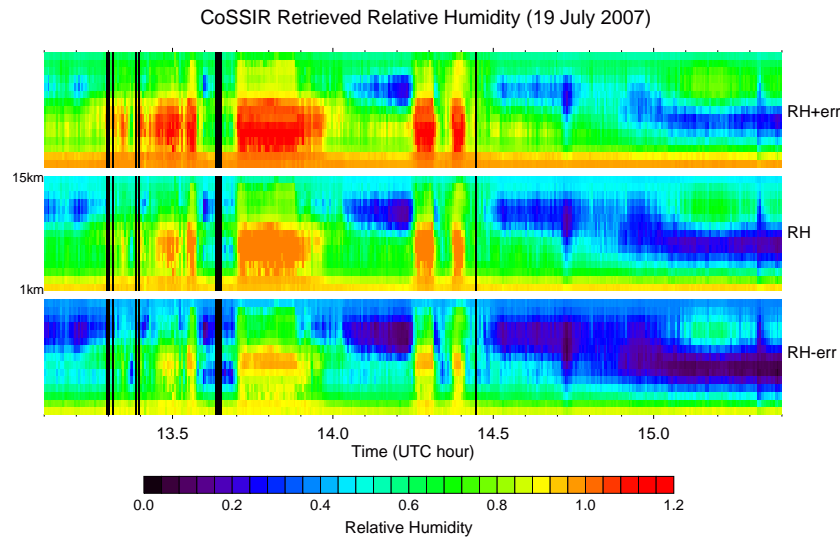 CoSSIR Retrieved Relative Humidity (19 July 2007)
RH+err
15km
RH
1km
RH-err
13.5 14.0 14.5 15.0
Time (UTC hour)
0.0 0.2 0.4 0.6 0.8 1.0 1.2
Relative Humidity